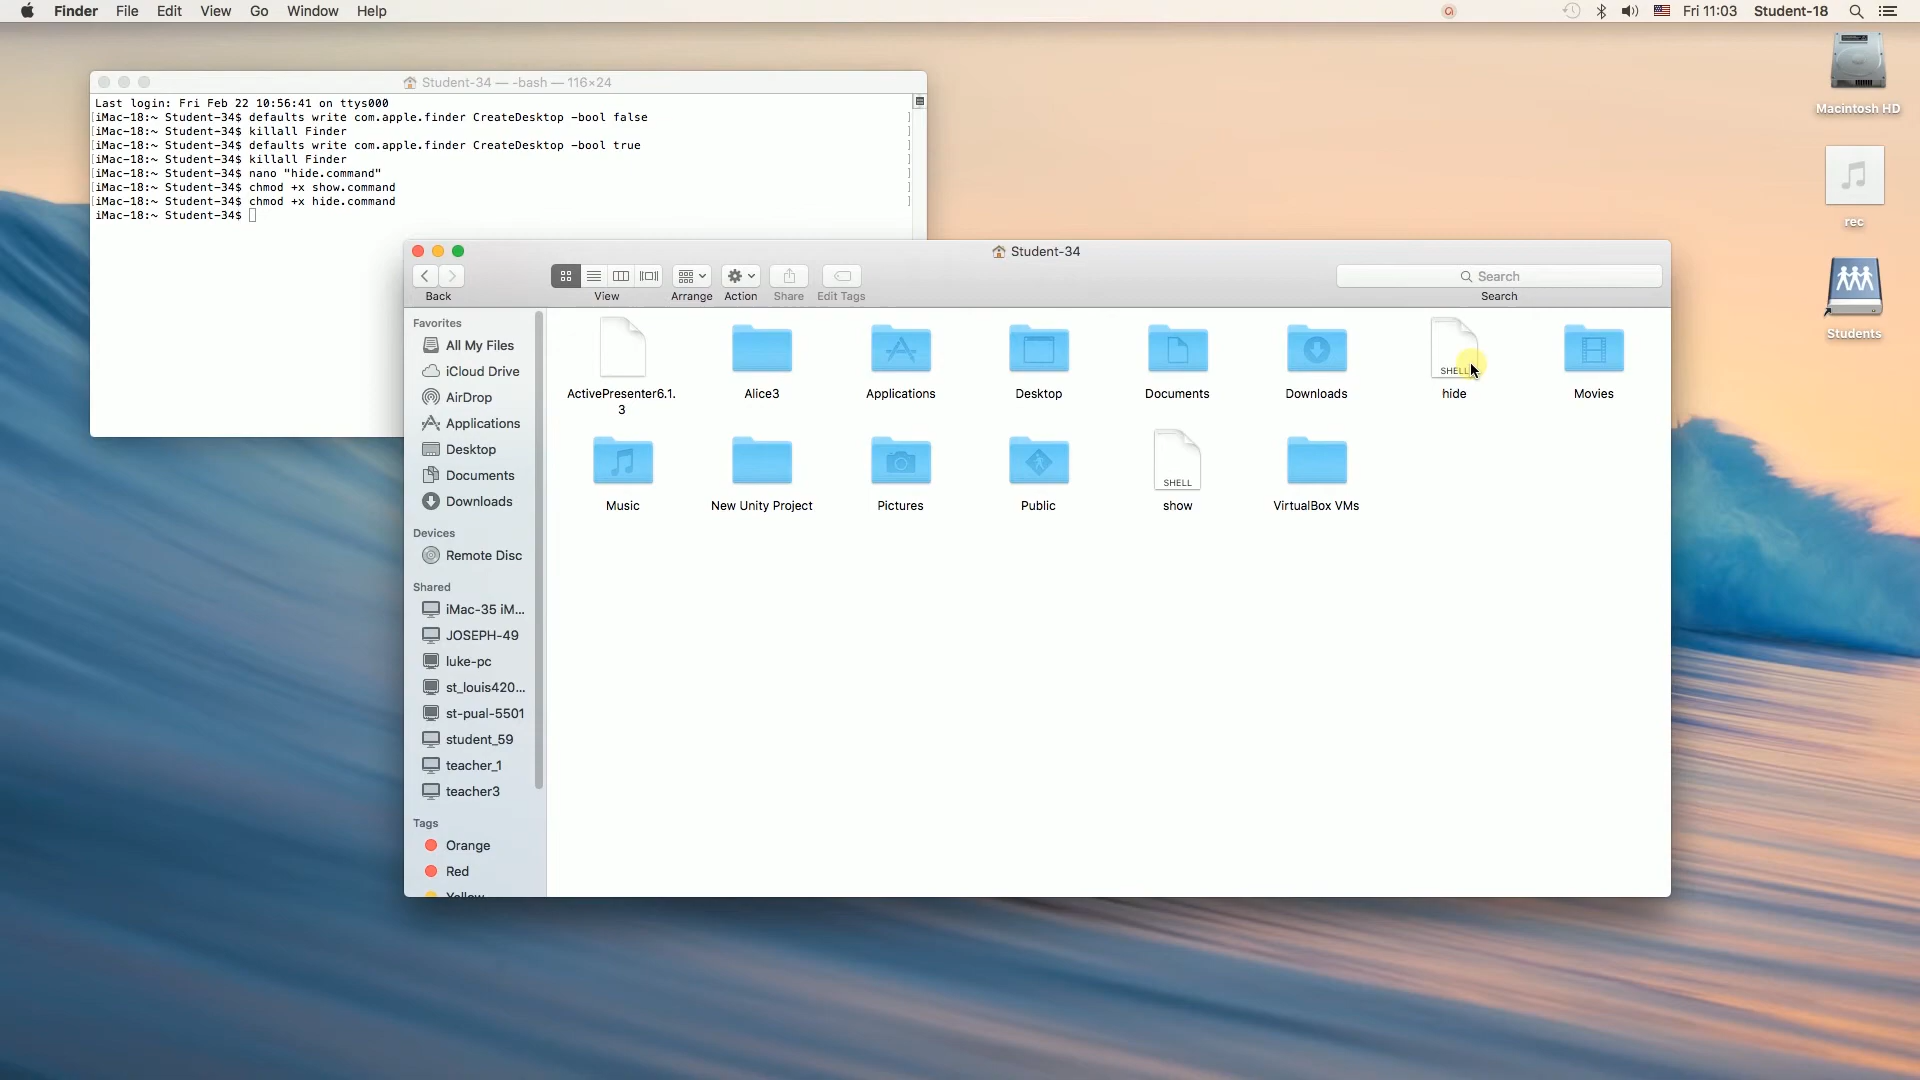 Finder File Edit View Go Window Help
Fri 11:03 Student-18
Macintosh HD
rec
Students
Student-34 — -bash — 116×24
Last login: Fri Feb 22 10:56:41 on ttys000
[iMac-18:~ Student-34$ defaults write com.apple.finder CreateDesktop -bool false ]
[iMac-18:~ Student-34$ killall Finder ]
[iMac-18:~ Student-34$ defaults write com.apple.finder CreateDesktop -bool true ]
[iMac-18:~ Student-34$ killall Finder ]
[iMac-18:~ Student-34$ nano "hide.command" ]
[iMac-18:~ Student-34$ chmod +x show.command ]
[iMac-18:~ Student-34$ chmod +x hide.command ]
iMac-18:~ Student-34$
Student-34
Search
Back View Arrange Action Share Edit Tags Search
Favorites
All My Files
iCloud Drive
AirDrop
Applications
Desktop
Documents
Downloads
Devices
Remote Disc
Shared
iMac-35 iM...
JOSEPH-49
luke-pc
st_louis420...
st-pual-5501
student_59
teacher_1
teacher3
Tags
Orange
Red
Yellow
SHELL
ActivePresenter6.1.
3
Alice3 Applications Desktop Documents Downloads hide Movies
SHELL
Music New Unity Project Pictures Public show VirtualBox VMs